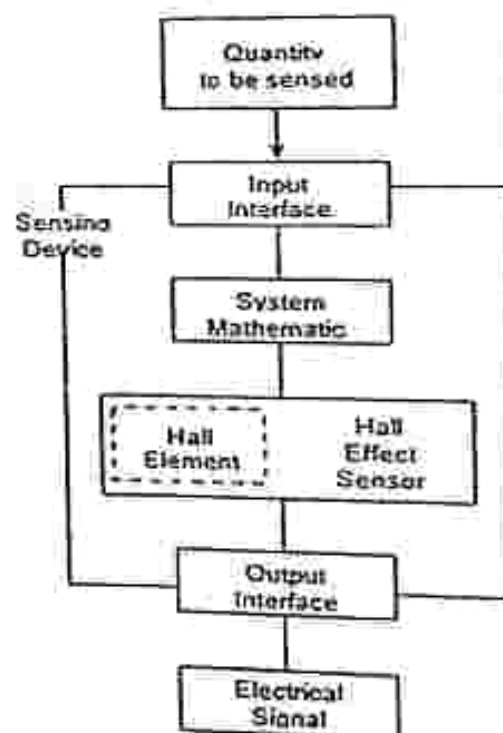 Quantity
to be sensed
Input
Interface
Sensing
Device
System
Mathematic
Hall
Element
Hall
Effect
Sensor
Output
Interface
Electrical
Signal